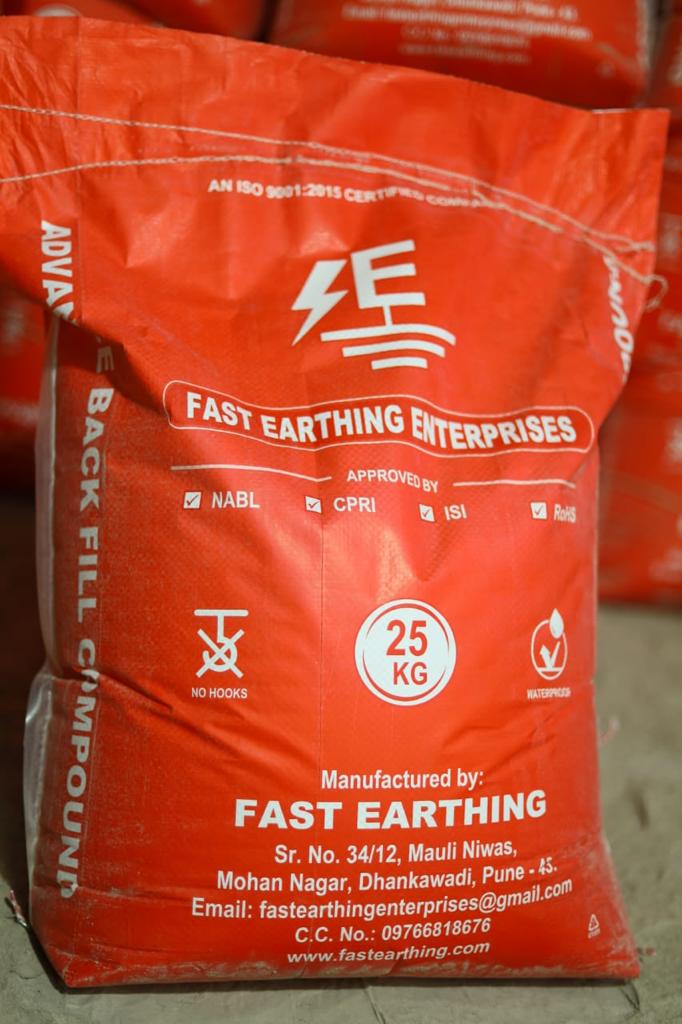 AN ISO 9001:2015 CERTIFIED
FAST EARTHING ENTERPRISES
APPROVED BY
NABL CPRI ISI RoHS
NO HOOKS
25
KG
WATERPROOF
Manufactured by:
FAST EARTHING
Sr. No. 34/12, Mauli Niwas,
Mohan Nagar, Dhankawadi, Pune - 43.
Email: fastearthingenterprises@gmail.com
C.C. No.: 09766818676
www.fastearthing.com
BACK FILL COMPOUND